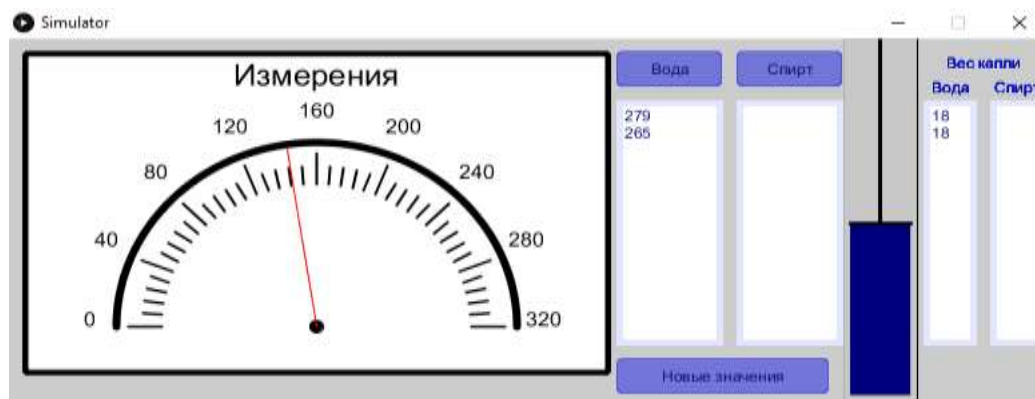 Simulator
Измерения
0
40
80
120
160
200
240
280
320
Вода
Спирт
279
265
Новые значения
Вес капли
Вода
Спирт
18
18